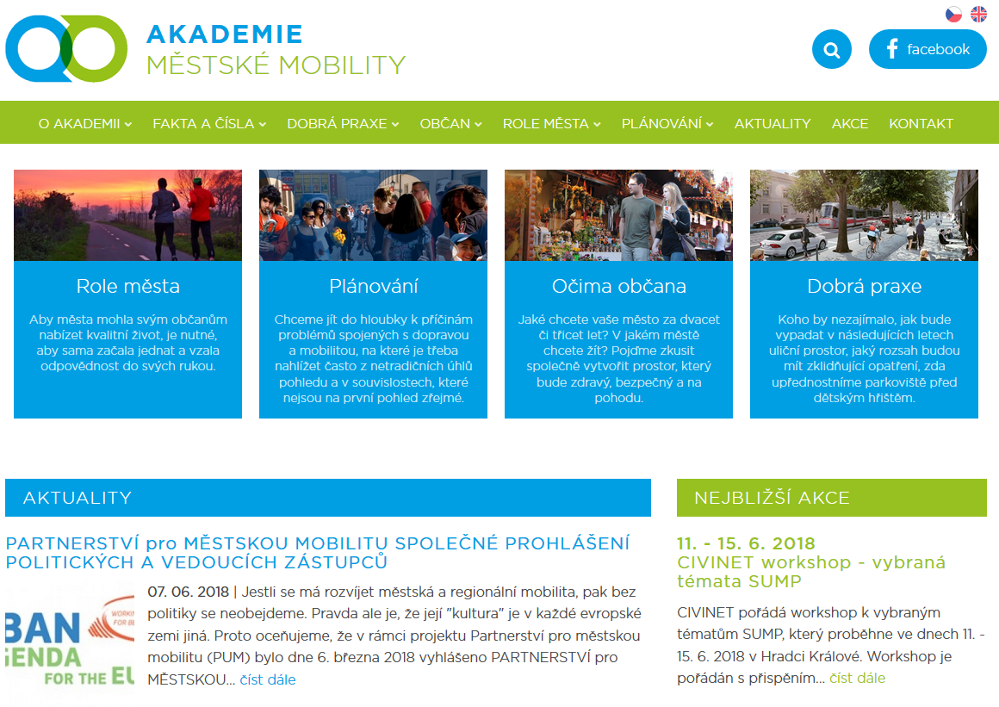 AKADEMIE
MĚSTSKÉ MOBILITY
facebook
O AKADEMII
FAKTA A ČÍSLA
DOBRÁ PRAXE
OBČAN
ROLE MĚSTA
PLÁNOVÁNÍ
AKTUALITY
AKCE
KONTAKT
Role města
Aby města mohla svým občanům
nabízet kvalitní život, je nutné,
aby sama začala jednat a vzala
odpovědnost do svých rukou.
Plánování
Chceme jít do hloubky k příčinám
problémů spojených s dopravou
a mobilitou, na které je třeba
nahlížet často z netradičních úhlů
pohledu a v souvislostech, které
nejsou na první pohled zřejmé.
Očima občana
Jaké chcete vaše město za dvacet
či třicet let? V jakém městě
chcete žít? Pojďme zkusit
společně vytvořit prostor, který
bude zdravý, bezpečný a na
pohodu.
Dobrá praxe
Koho by nezajímalo, jak bude
vypadat v následujících letech
uliční prostor, jaký rozsah budou
mít zklidňující opatření, zda
upřednostníme parkoviště před
dětským hřištěm.
AKTUALITY
PARTNERSTVÍ pro MĚSTSKOU MOBILITU SPOLEČNÉ PROHLÁŠENÍ
POLITICKÝCH A VEDOUCÍCH ZÁSTUPCŮ
BAN
GENDA
FOR THE EU
WORKIN
FOR BE
07. 06. 2018 | Jestli se má rozvíjet městská a regionální mobilita, pak bez
politiky se neobejdeme. Pravda ale je, že její "kultura" je v každé evropské
zemi jiná. Proto oceňujeme, že v rámci projektu Partnerství pro městskou
mobilitu (PUM) bylo dne 6. března 2018 vyhlášeno PARTNERSTVÍ pro
MĚSTSKOU... číst dále
NEJBLIŽŠÍ AKCE
11. - 15. 6. 2018
CIVINET workshop - vybraná
témata SUMP
CIVINET pořádá workshop k vybraným
tématům SUMP, který proběhne ve dnech 11. -
15. 6. 2018 v Hradci Králové. Workshop je
pořádán s přispěním... číst dále